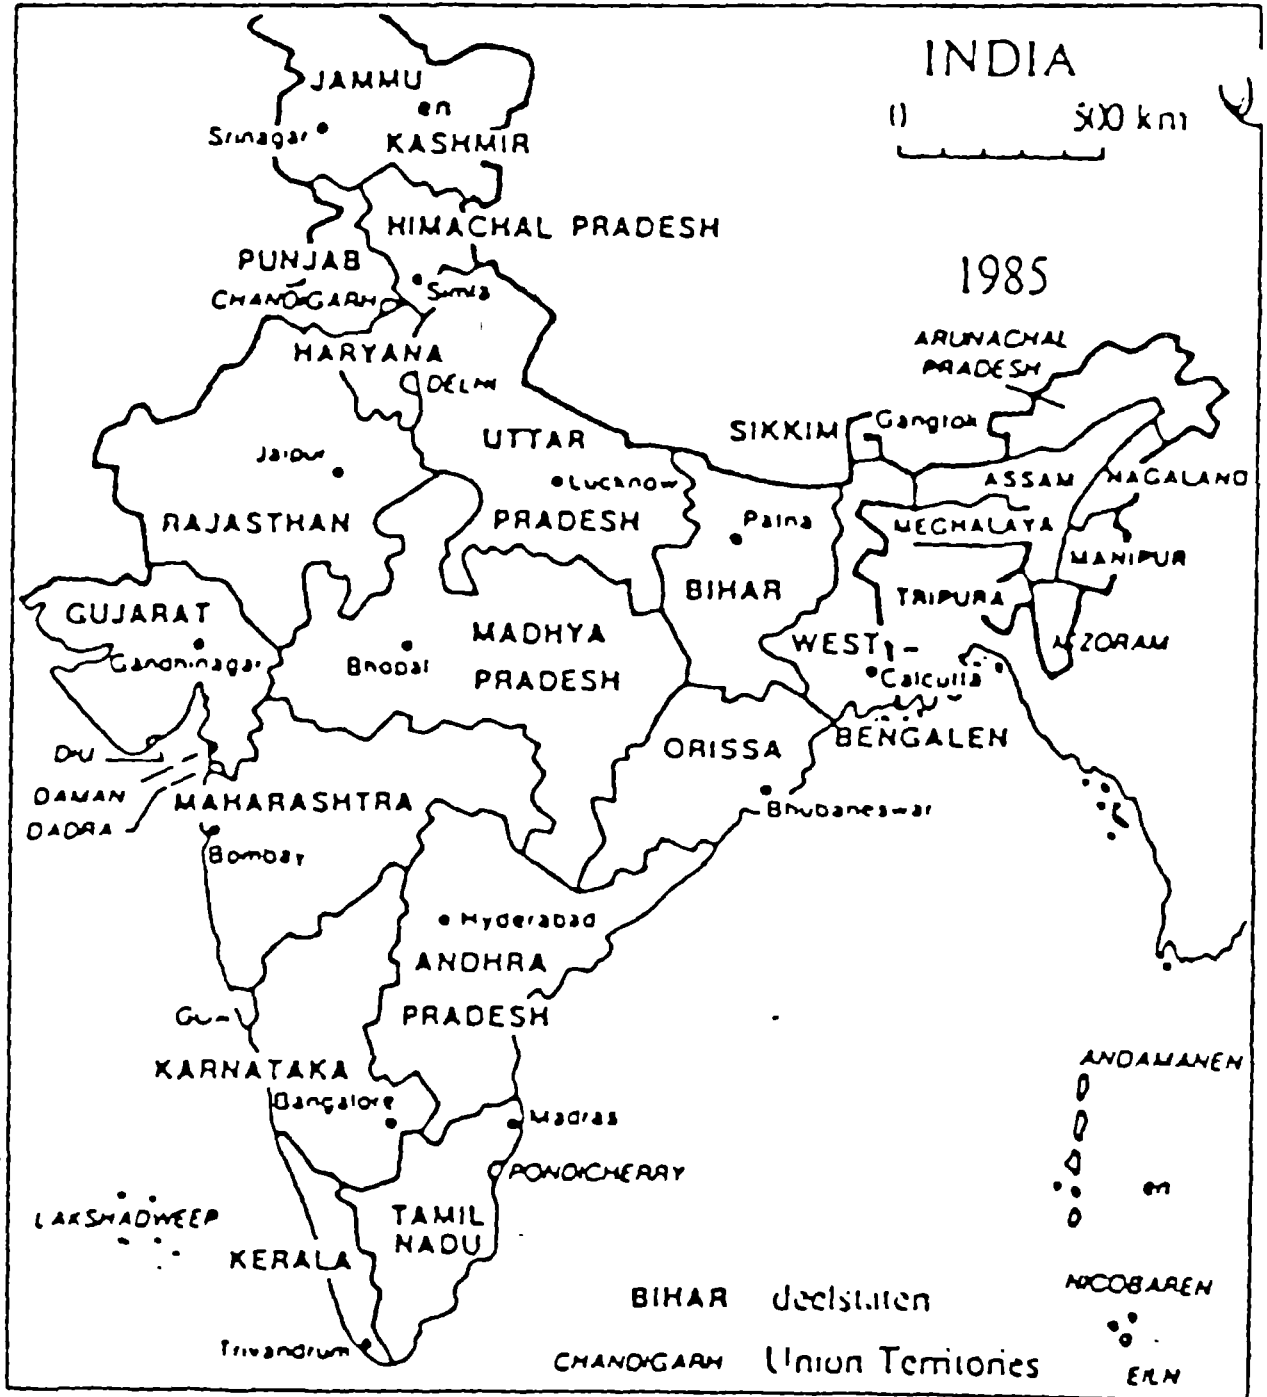 INDIA
0 500 km
1985
JAMMU
en
KASHMIR
Srinagar
HIMACHAL PRADESH
PUNJAB
CHANDIGARH
Simla
HARYANA
DELHI
ARUNACHAL
PRADESH
SIKKIM
Gangtok
UTTAR
Jaipur
Lucknow
ASSAM
NAGALAND
RAJASTHAN
PRADESH
Patna
MEGHALAYA
MANIPUR
BIHAR
TRIPURA
GUJARAT
MADHYA
WEST -
MIZORAM
Gandhinagar
Bhopal
PRADESH
Calcutta
DIU
ORISSA
BENGALEN
DAMAN
MAHARASHTRA
DADRA
Bhubaneswar
Bombay
Hyderabad
ANDHRA
PRADESH
KARNATAKA
ANDAMANEN
Bangalore
Madras
PONDICHERRY
en
LAKSHADWEEP
TAMIL
NADU
KERALA
NICOBAREN
BIHAR deelstaten
Trivandrum
CHANDIGARH Union Territories